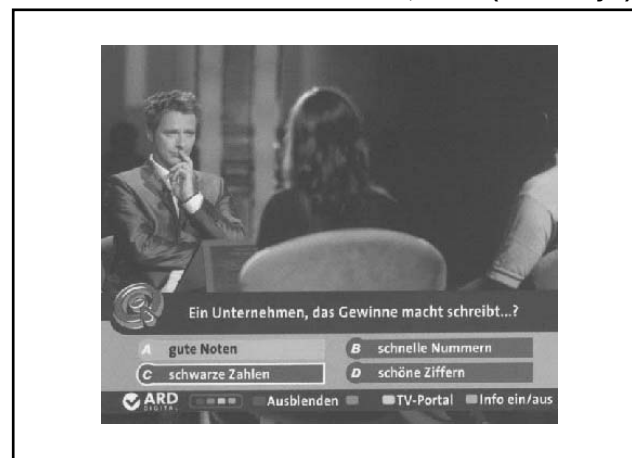 Ein Unternehmen, das Gewinne macht schreibt...?
A gute Noten
B schnelle Nummern
C schwarze Zahlen
D schöne Ziffern
ARD DIGITAL Ausblenden TV-Portal Info ein/aus